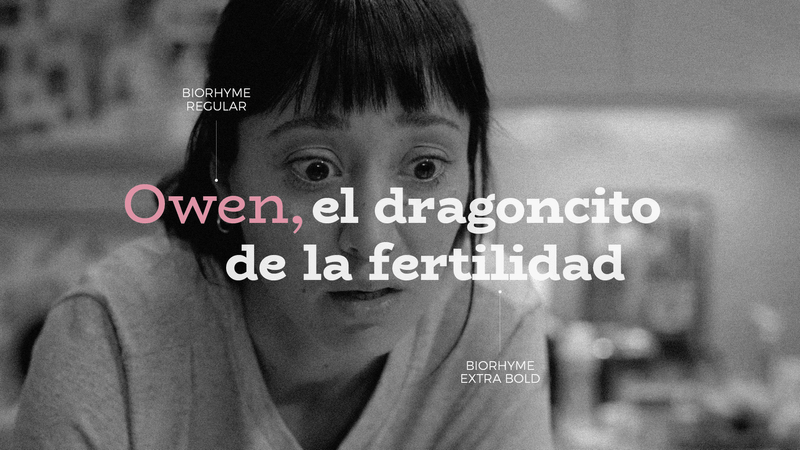 BIORHYME
REGULAR
Owen, el dragoncito
de la fertilidad
BIORHYME
EXTRA BOLD